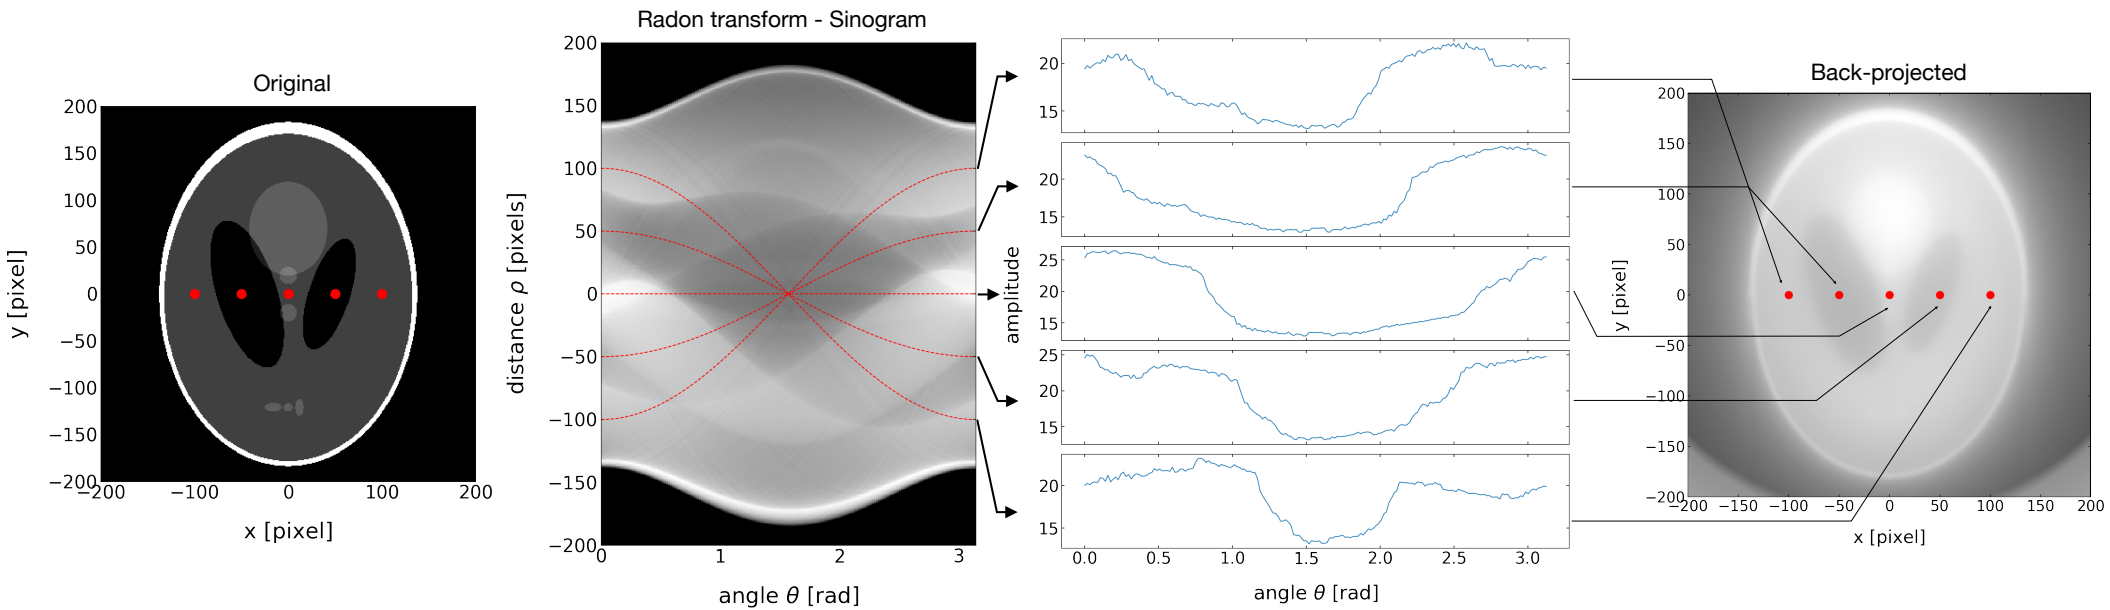 Original
200
150
100
50
0
−50
−100
−150
−200
−200 −100 0 100 200
y [pixel]
x [pixel]
Radon transform - Sinogram
200
150
100
50
0
−50
−100
−150
−200
0 1 2 3
distance ρ [pixels]
angle θ [rad]
amplitude
20
15
20
15
25
20
15
25
20
15
20
15
0.0 0.5 1.0 1.5 2.0 2.5 3.0
angle θ [rad]
Back-projected
200
150
100
50
0
−50
−100
−150
−200
−200 −150 −100 −50 0 50 100 150 200
y [pixel]
x [pixel]